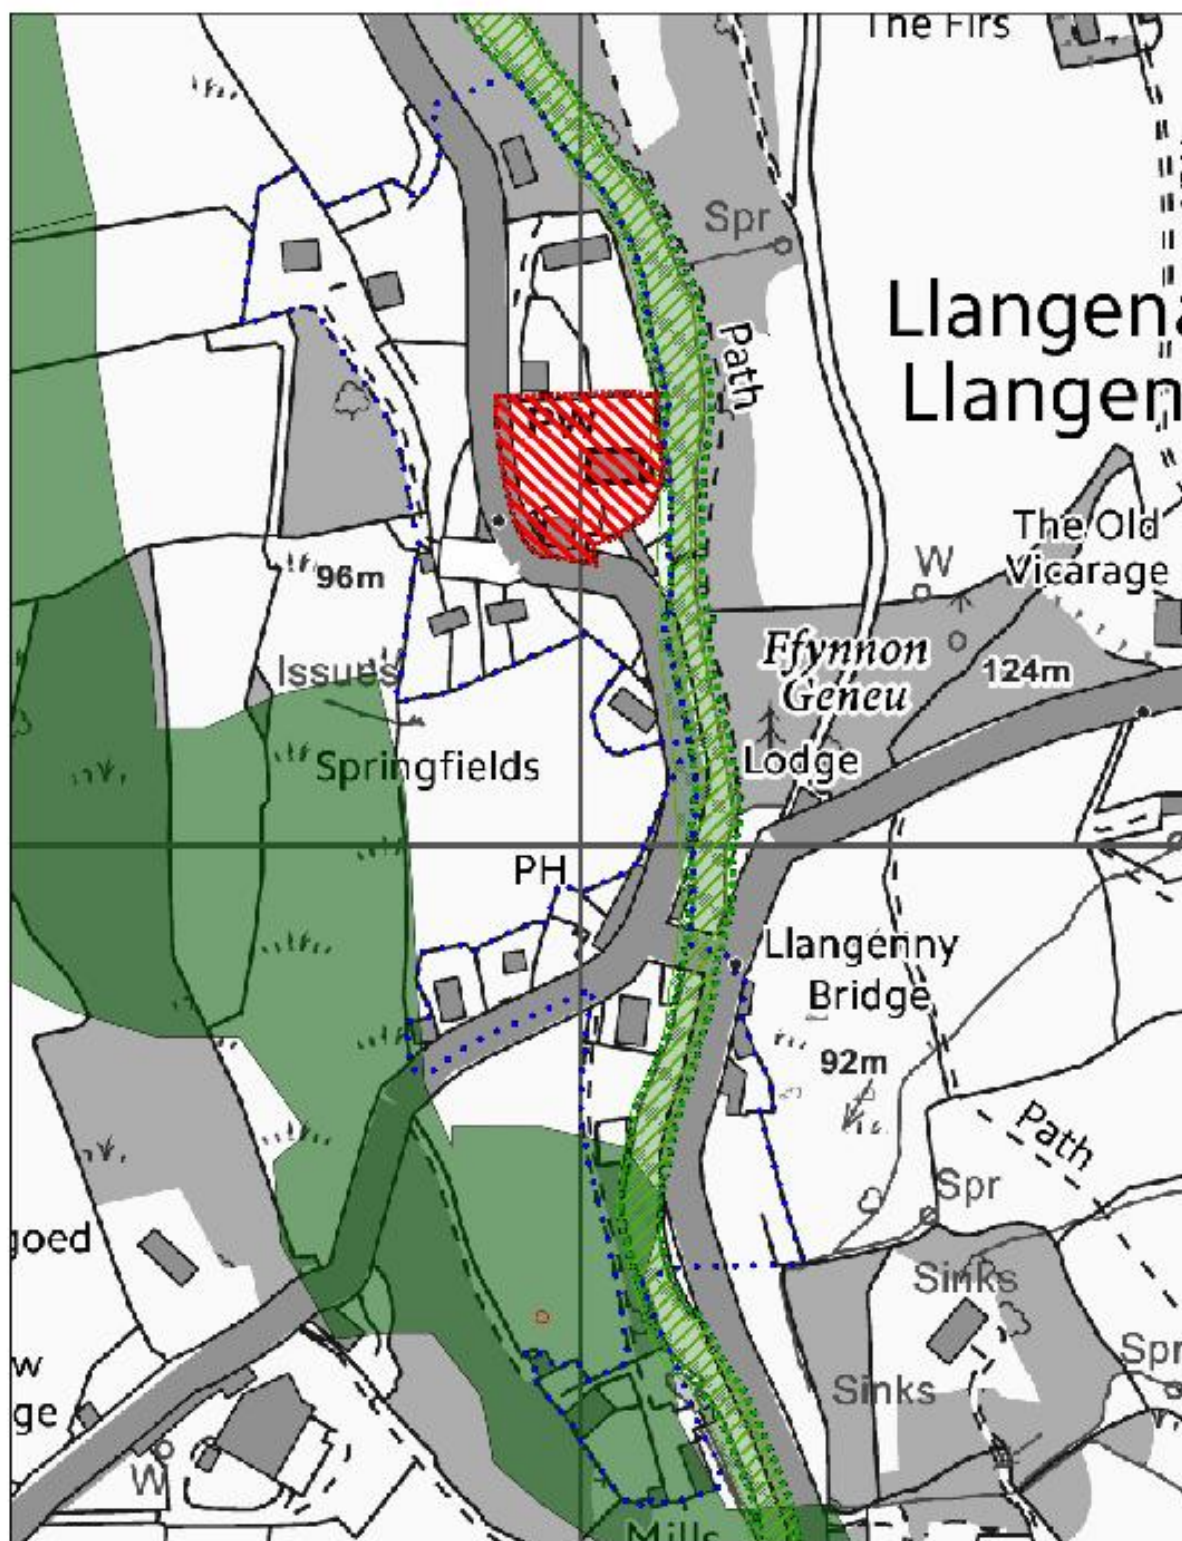 The Firs
Spr
Path
Llangen
Llangen
PW
The Old
Vicarage
W
96m
Ffynnon
Geneu
124m
Issues
Springfields
Lodge
PH
Llangenny
Bridge
92m
Path
Spr
goed
Sinks
Spr
w
ge
Sinks
W
Mills